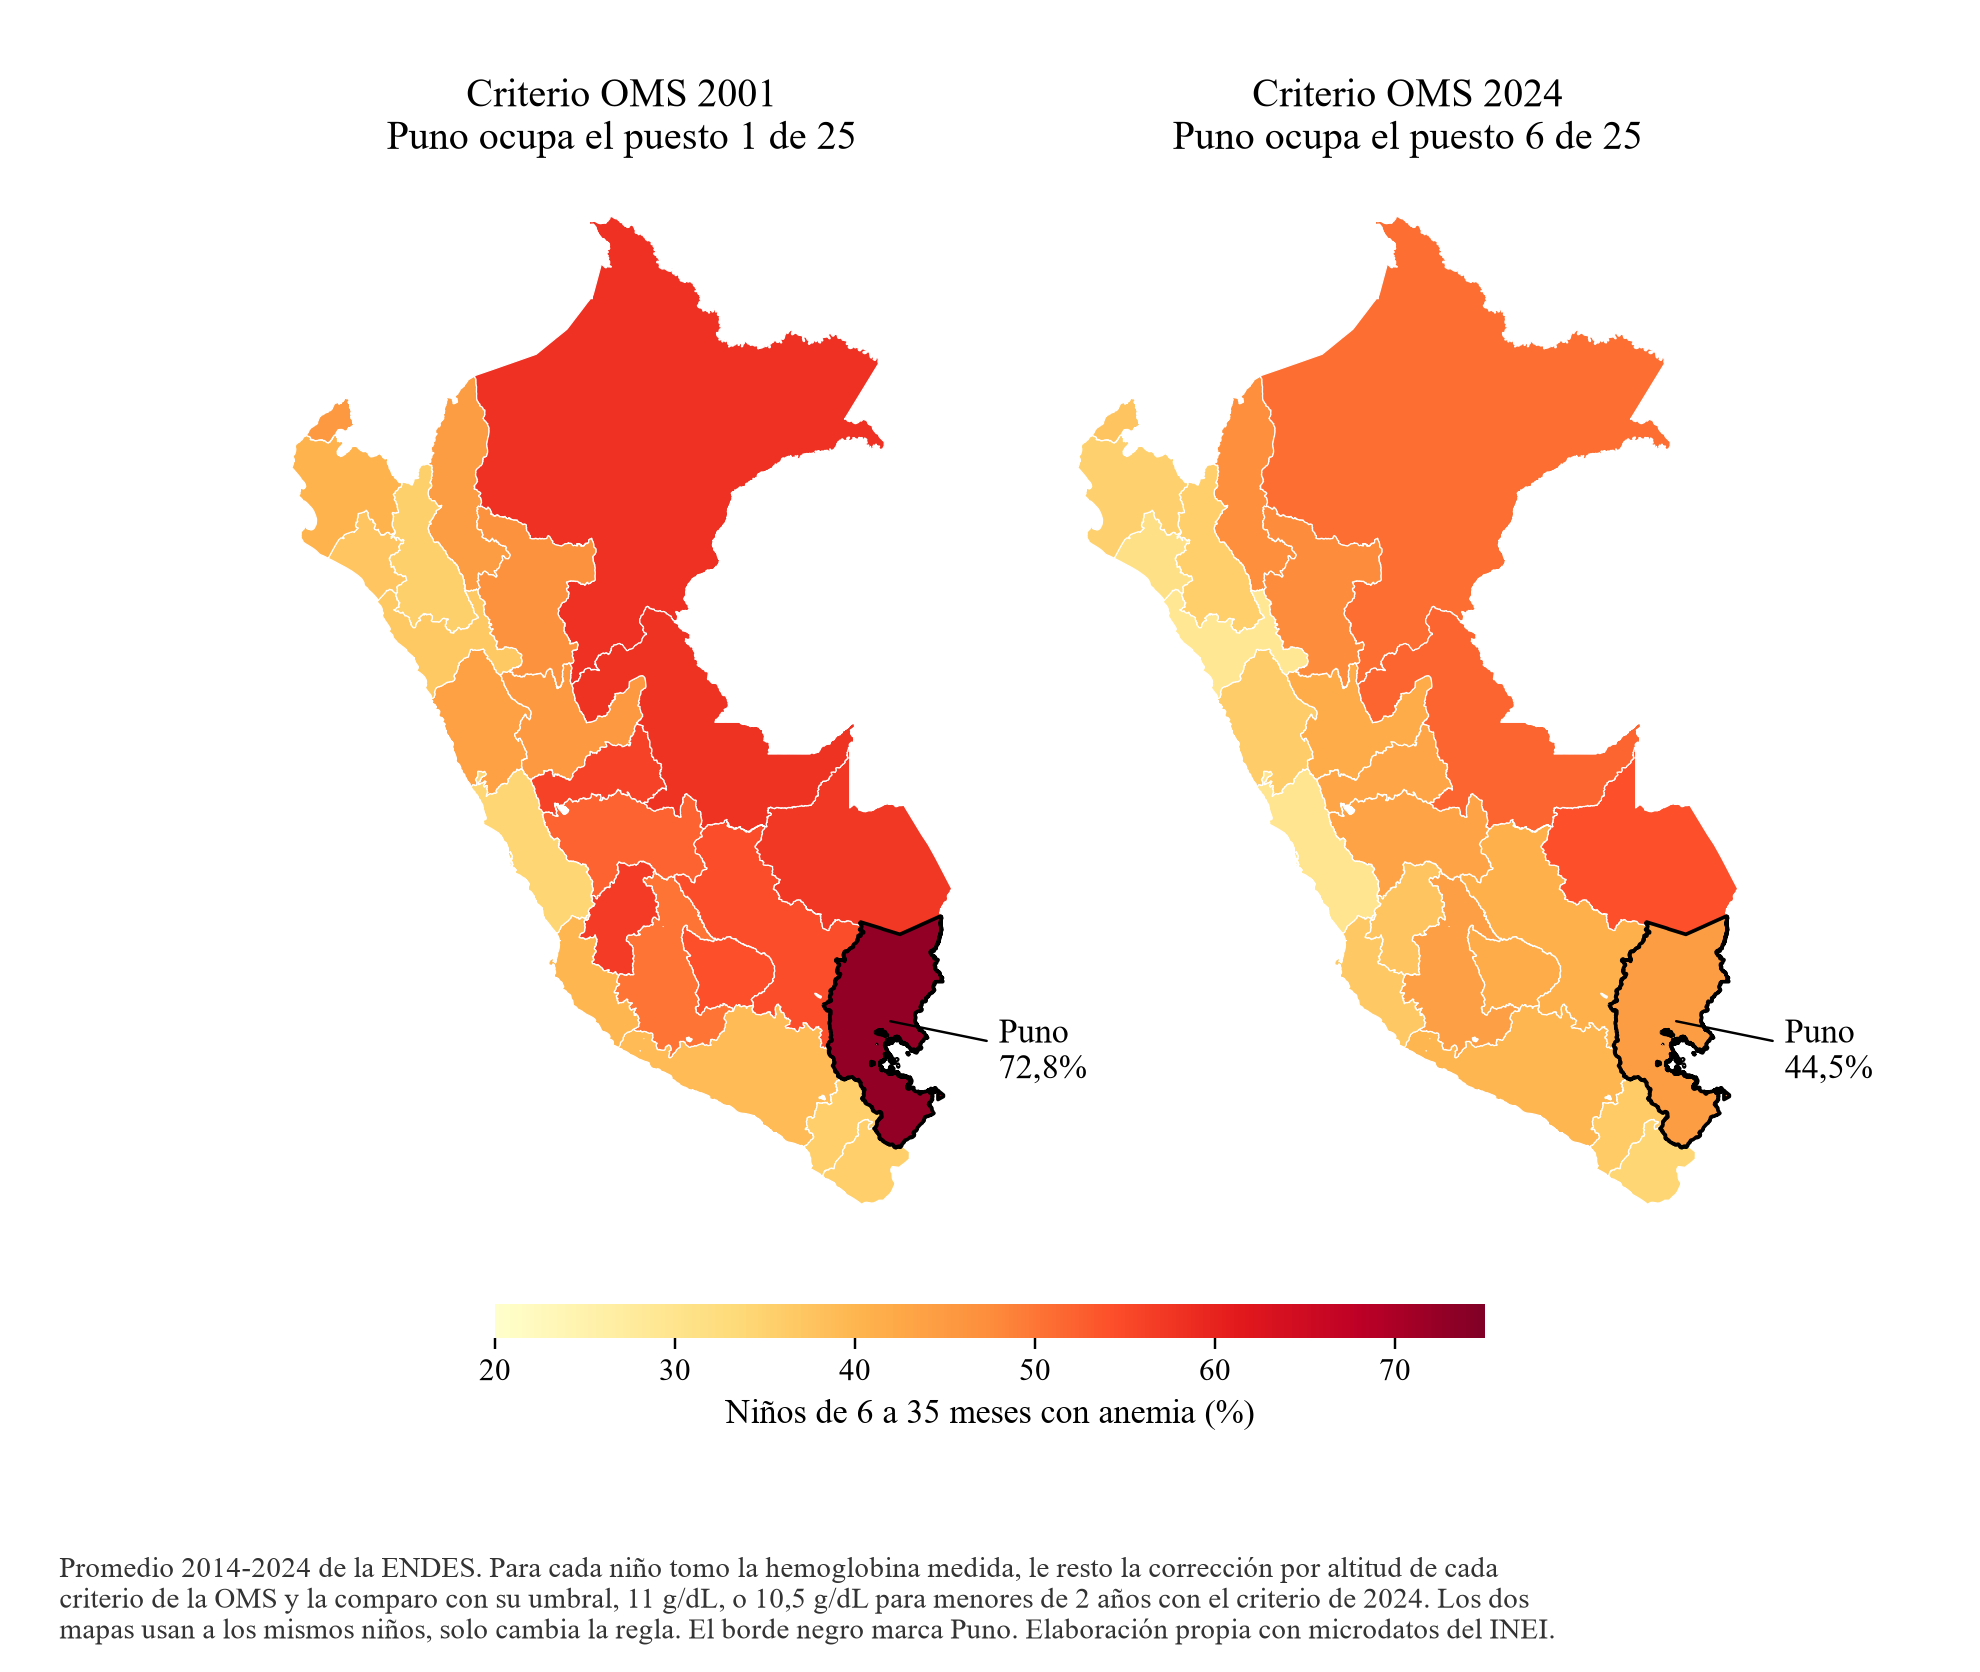 Criterio OMS 2001
Puno ocupa el puesto 1 de 25
Criterio OMS 2024
Puno ocupa el puesto 6 de 25
Puno
72,8%
Puno
44,5%
20 30 40 50 60 70
Niños de 6 a 35 meses con anemia (%)
Promedio 2014-2024 de la ENDES. Para cada niño tomo la hemoglobina medida, le resto la corrección por altitud de cada
criterio de la OMS y la comparo con su umbral, 11 g/dL, o 10,5 g/dL para menores de 2 años con el criterio de 2024. Los dos
mapas usan a los mismos niños, solo cambia la regla. El borde negro marca Puno. Elaboración propia con microdatos del INEI.